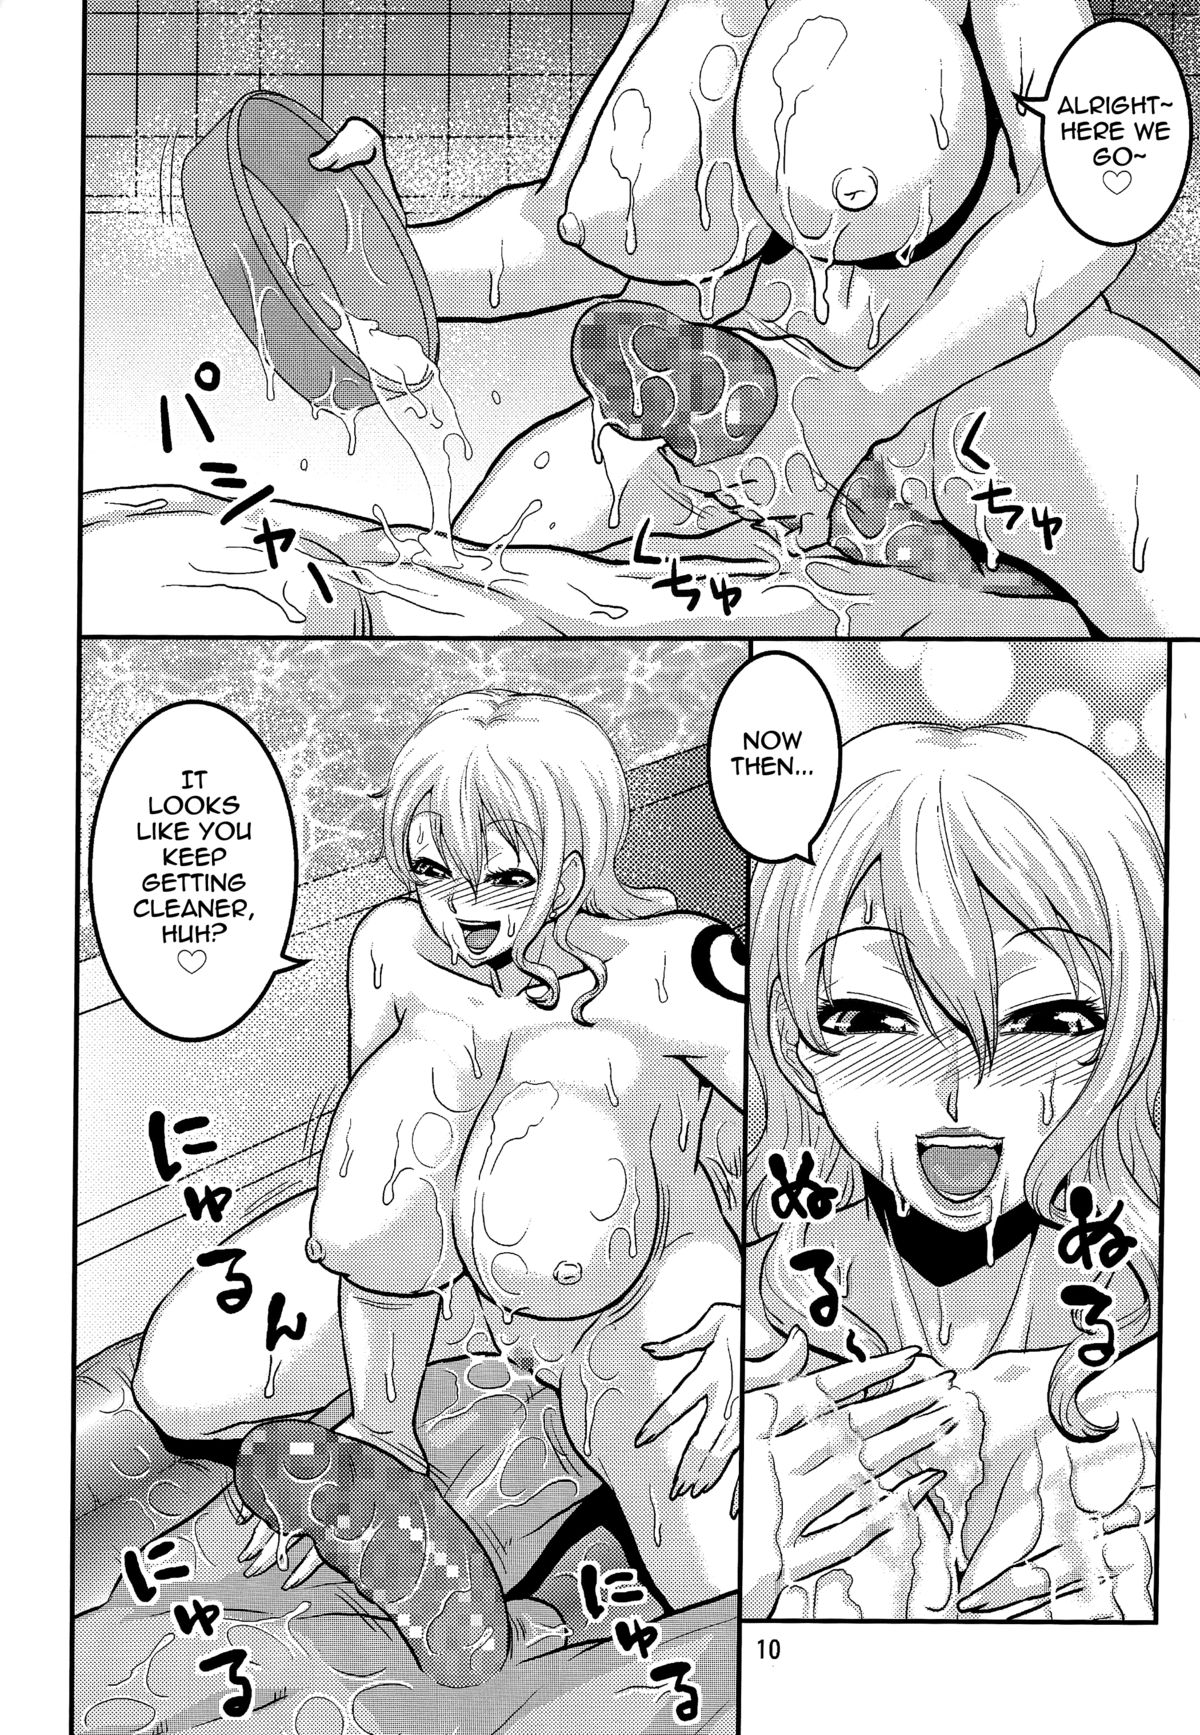 ALRIGHT~
HERE WE
GO~
♡
パシャー
くちゅ
くちゅ
NOW
THEN...
ぬるぬる
ぬる~
IT
LOOKS
LIKE YOU
KEEP
GETTING
CLEANER,
HUH?
♡
にゅるん
にゅる
にゅる
10